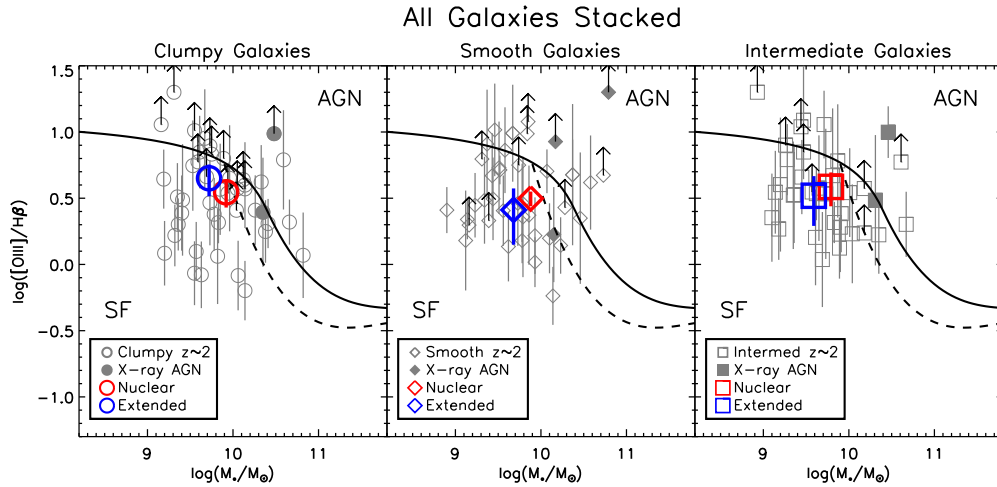 All Galaxies Stacked
Clumpy Galaxies
Smooth Galaxies
Intermediate Galaxies
log([OIII]/Hβ)
1.5
1.0
0.5
0.0
−0.5
−1.0
AGN
SF
Clumpy z~2
X-ray AGN
Nuclear
Extended
9 10 11
log(M⁎/M☉)
AGN
SF
Smooth z~2
X-ray AGN
Nuclear
Extended
9 10 11
log(M⁎/M☉)
AGN
SF
Intermed z~2
X-ray AGN
Nuclear
Extended
9 10 11
log(M⁎/M☉)